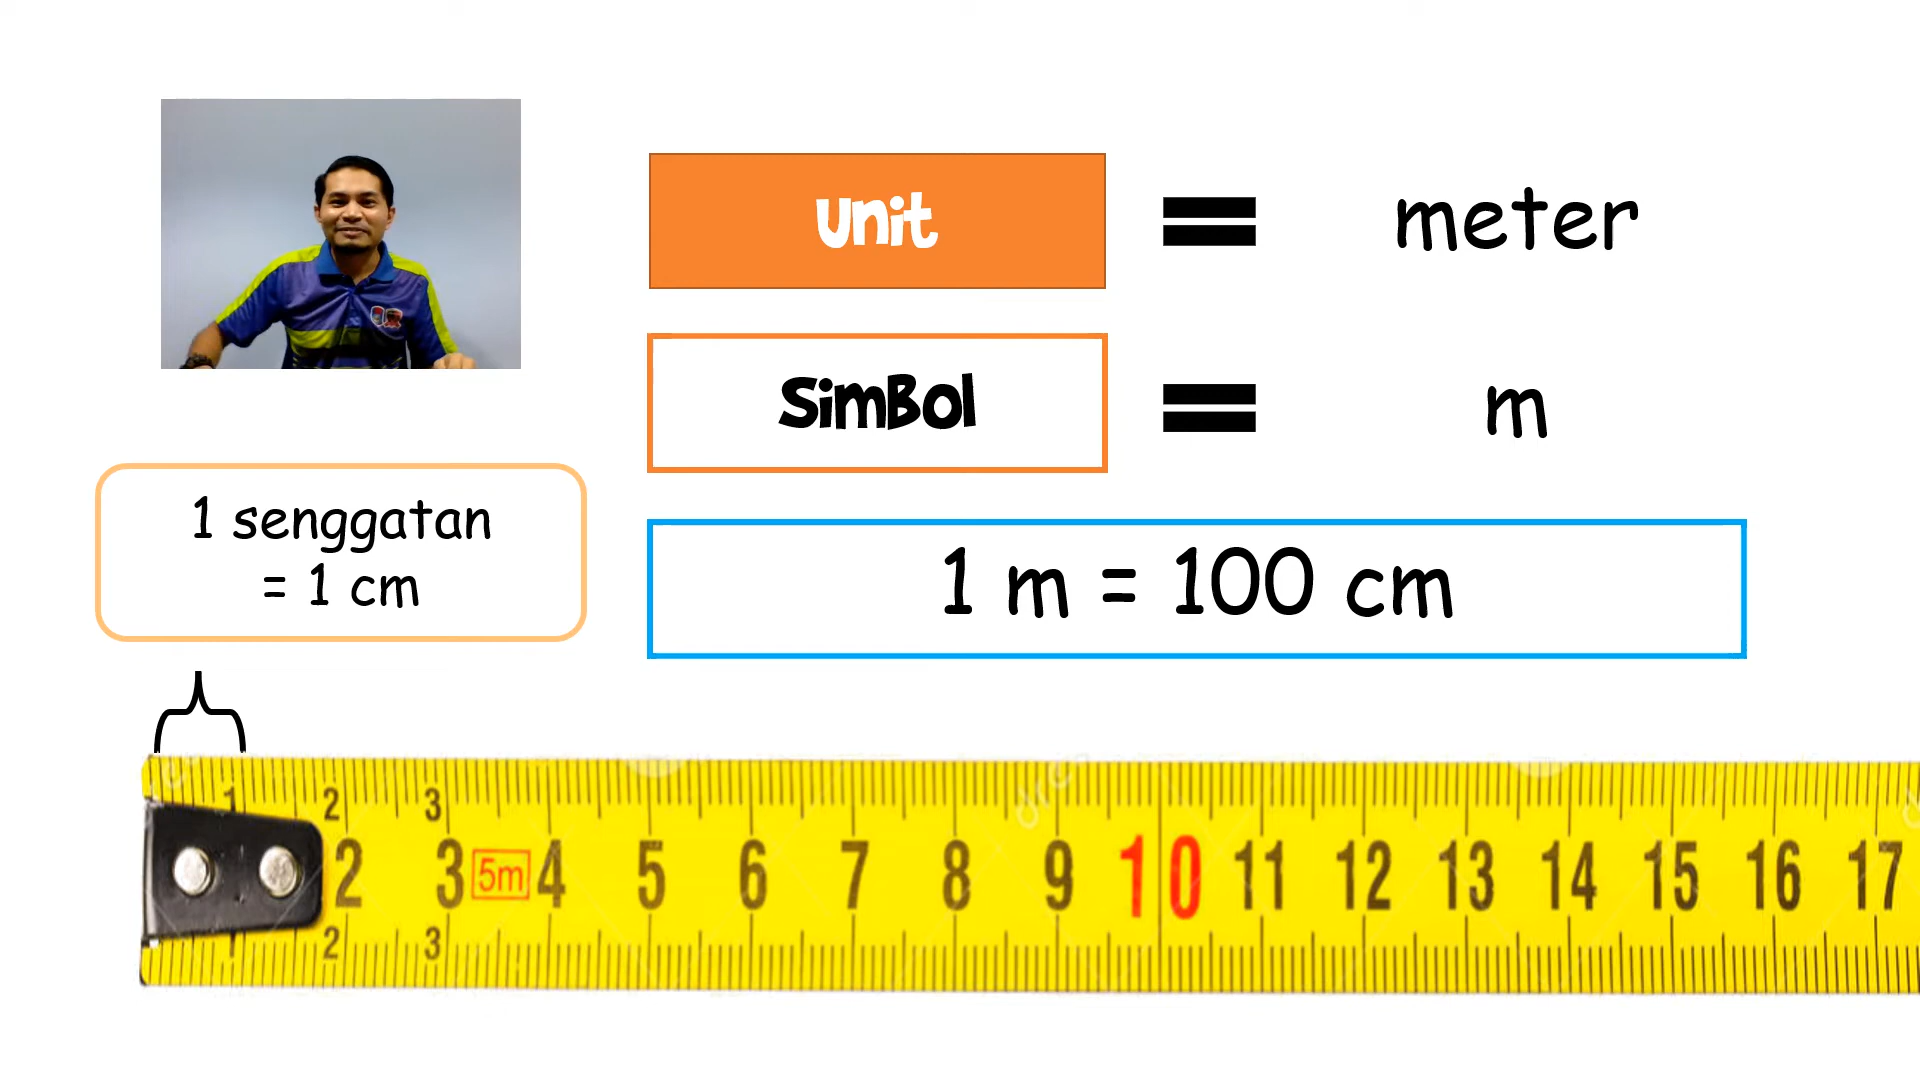 Unit = meter
SimBol = m
1 senggatan
= 1 cm
1 m = 100 cm
1 2 3
2 3 5m 4 5 6 7 8 9 10 11 12 13 14 15 16 17
1 2 3